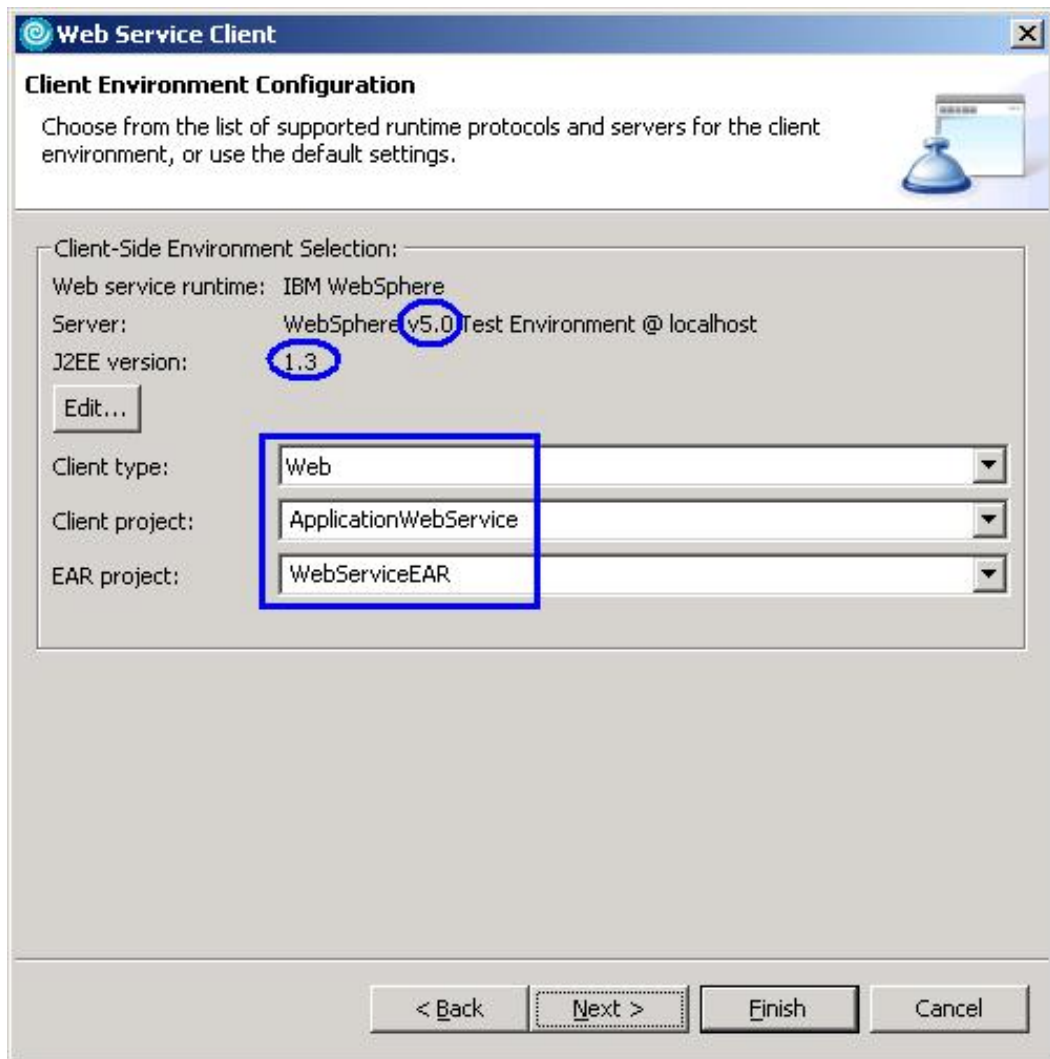 Web Service Client
Client Environment Configuration
Choose from the list of supported runtime protocols and servers for the client
environment, or use the default settings.
Client-Side Environment Selection:
Web service runtime: IBM WebSphere
Server: WebSphere v5.0 Test Environment @ localhost
J2EE version: 1.3
Edit...
Client type: Web
Client project: ApplicationWebService
EAR project: WebServiceEAR
< Back Next > Finish Cancel